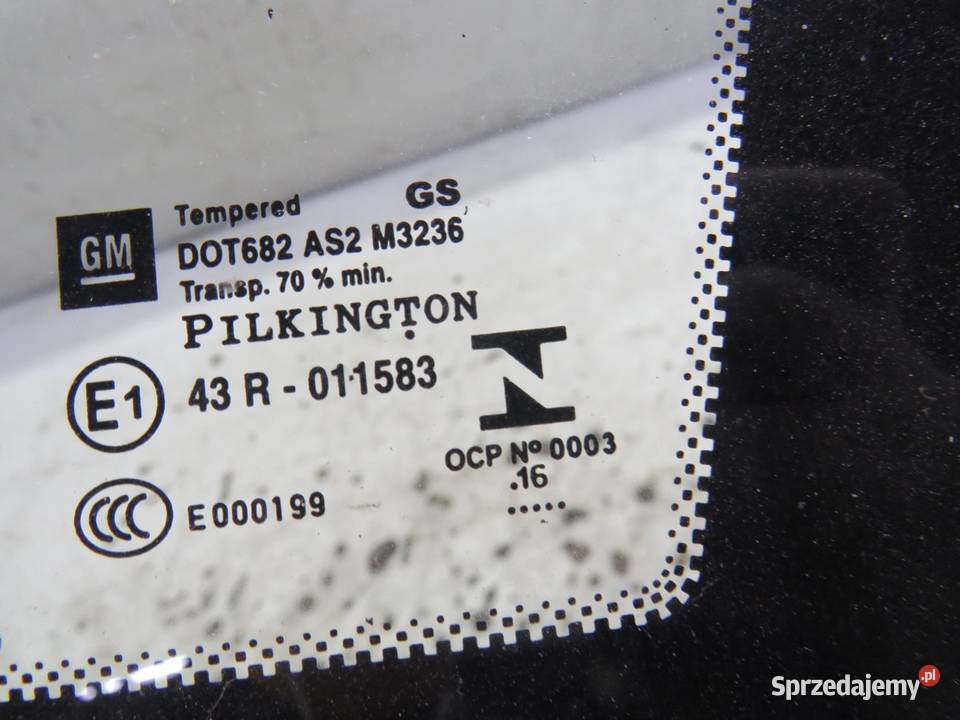 GM
Tempered GS
DOT682 AS2 M3236
Transp. 70 % min.
PILKINGTON
E1 43 R - 011583
CCC E000199
OCP Nº 0003
.16
.....
Sprzedajemy.pl